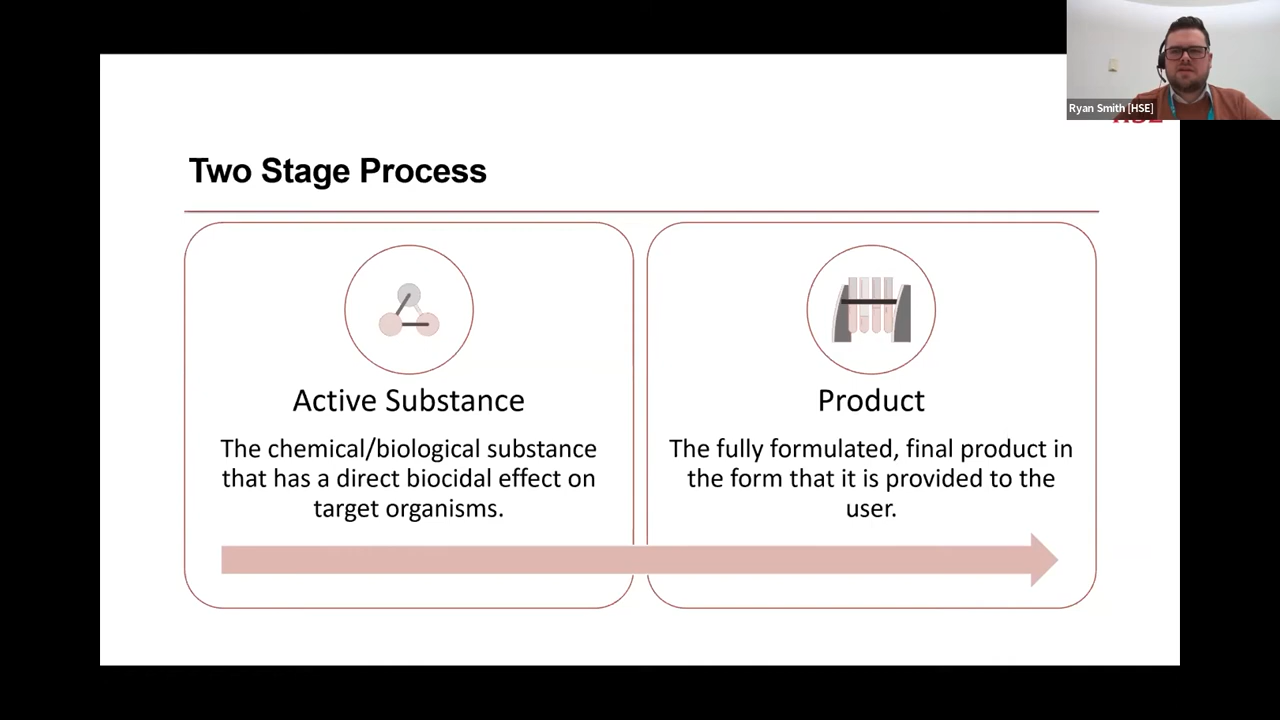 Ryan Smith [HSE]
Two Stage Process
Active Substance
The chemical/biological substance
that has a direct biocidal effect on
target organisms.
Product
The fully formulated, final product in
the form that it is provided to the
user.